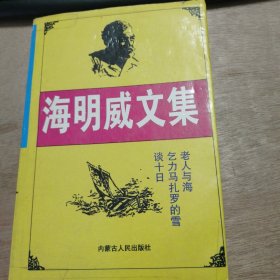 海明威文集
老人与海
乞力马扎罗的雪
谈十日
内蒙古人民出版社